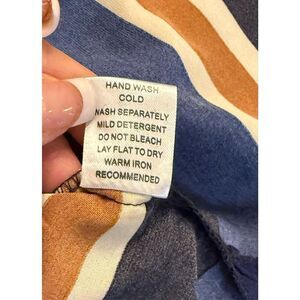 HAND WASH
COLD
WASH SEPARATELY
MILD DETERGENT
DO NOT BLEACH
LAY FLAT TO DRY
WARM IRON
RECOMMENDED